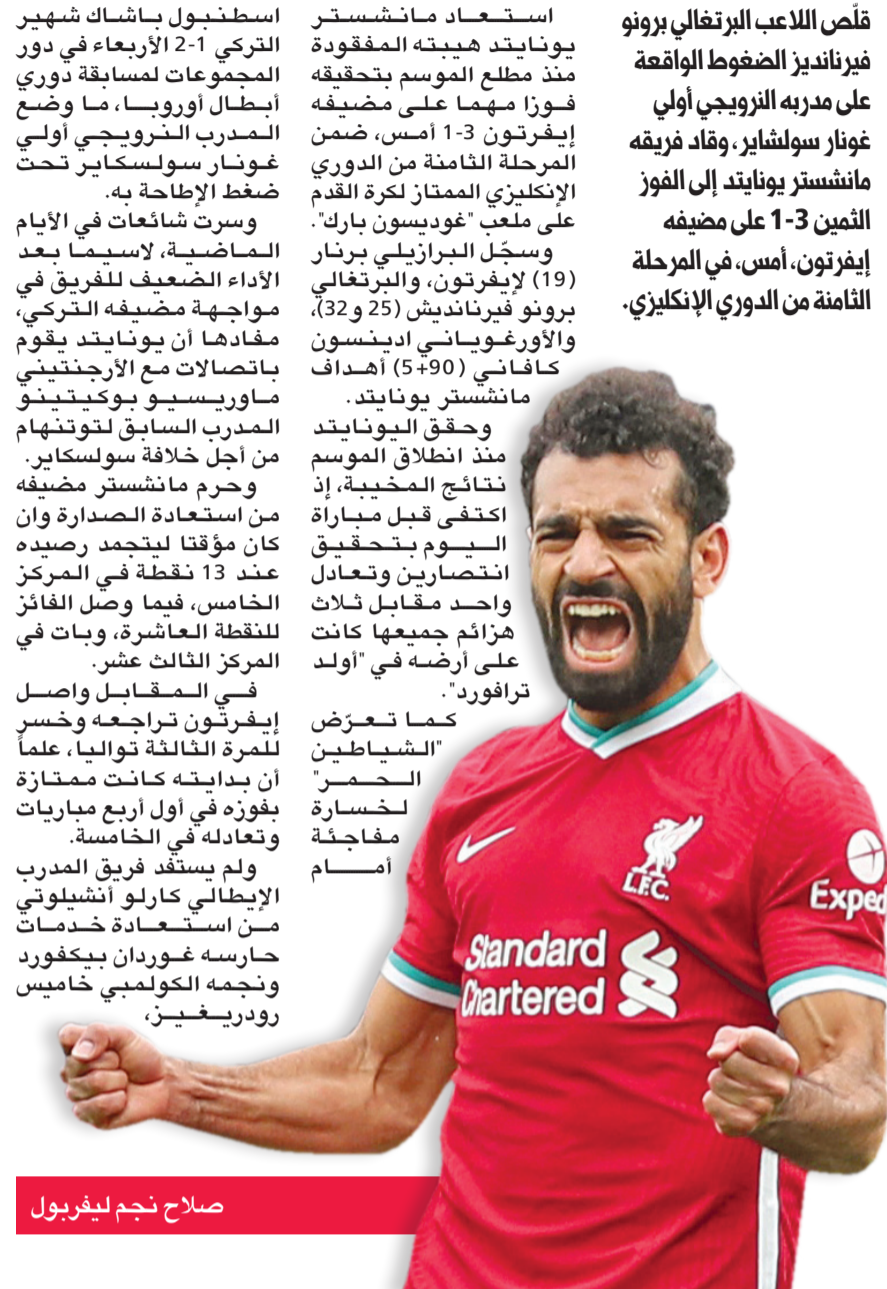 قلّص اللاعب البرتغالي برونو
فيرنانديز الضغوط الواقعة
على مدربه النرويجي أولي
غونار سولشاير، وقاد فريقه
مانشستر يونايتد إلى الفوز
الثمين 3-1 على مضيفه
إيفرتون، أمس، في المرحلة
الثامنة من الدوري الإنكليزي.
استعاد مانشستر
يونايتد هيبته المفقودة
منذ مطلع الموسم بتحقيقه
فوزا مهما على مضيفه
إيفرتون 3-1 أمس، ضمن
المرحلة الثامنة من الدوري
الإنكليزي الممتاز لكرة القدم
على ملعب "غوديسون بارك".
وسجّل البرازيلي برنار
(19) لإيفرتون، والبرتغالي
برونو فيرنانديش (25 و32)،
والأورغوياني ادينسون
كافاني (90+5) أهداف
مانشستر يونايتد.
وحقق اليونايتد
منذ انطلاق الموسم
نتائج المخيبة، إذ
اكتفى قبل مباراة
اليوم بتحقيق
انتصارين وتعادل
واحد مقابل ثلاث
هزائم جميعها كانت
على أرضه في "أولد
ترافورد".
كما تعرّض
"الشياطين
الحمر"
لخسارة
مفاجئة
أمام
اسطنبول باشاك شهير
التركي 1-2 الأربعاء في دور
المجموعات لمسابقة دوري
أبطال أوروبا، ما وضع
المدرب النرويجي أولي
غونار سولسكاير تحت
ضغط الإطاحة به.
وسرت شائعات في الأيام
الماضية، لاسيما بعد
الأداء الضعيف للفريق في
مواجهة مضيفه التركي،
مفادها أن يونايتد يقوم
باتصالات مع الأرجنتيني
ماوريسيو بوكيتينو
المدرب السابق لتوتنهام
من أجل خلافة سولسكاير.
وحرم مانشستر مضيفه
من استعادة الصدارة وان
كان مؤقتا ليتجمد رصيده
عند 13 نقطة في المركز
الخامس، فيما وصل الفائز
للنقطة العاشرة، وبات في
المركز الثالث عشر.
في المقابل واصل
إيفرتون تراجعه وخسر
للمرة الثالثة تواليا، علماً
أن بدايته كانت ممتازة
بفوزه في أول أربع مباريات
وتعادله في الخامسة.
ولم يستفد فريق المدرب
الإيطالي كارلو أنشيلوتي
من استعادة خدمات
حارسه غوردان بيكفورد
ونجمه الكولمبي خاميس
رودريغيز،
L.F.C.
Exped
Standard
Chartered
صلاح نجم ليفربول